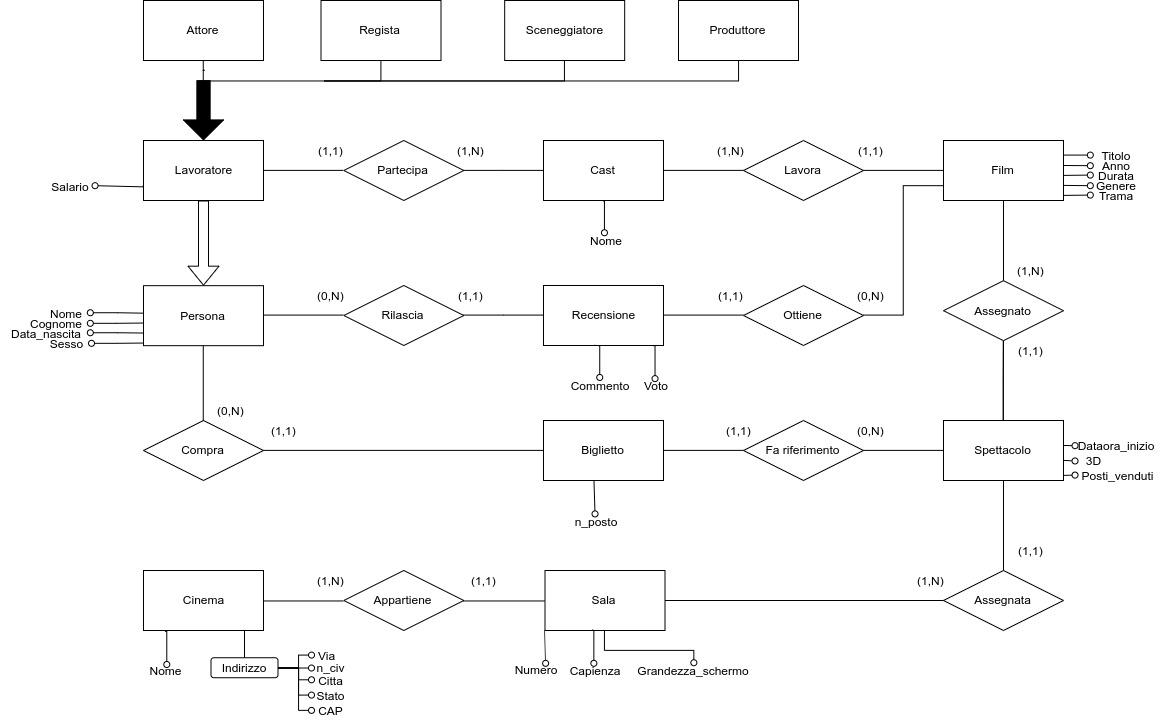 Attore
Regista
Sceneggiatore
Produttore
(1,1)
(1,N)
(1,N)
(1,1)
Lavoratore
Partecipa
Cast
Lavora
Film
Titolo
Anno
Durata
Genere
Trama
Salario
Nome
(1,N)
(0,N)
(1,1)
(1,1)
(0,N)
Nome
Cognome
Data_nascita
Sesso
Persona
Rilascia
Recensione
Ottiene
Assegnato
(1,1)
Commento
Voto
(0,N)
(1,1)
(1,1)
(0,N)
Compra
Biglietto
Fa riferimento
Spettacolo
Dataora_inizio
3D
Posti_venduti
n_posto
(1,1)
(1,N)
(1,1)
(1,N)
Cinema
Appartiene
Sala
Assegnata
Nome
Indirizzo
Via
n_civ
Citta
Stato
CAP
Numero
Capienza
Grandezza_schermo